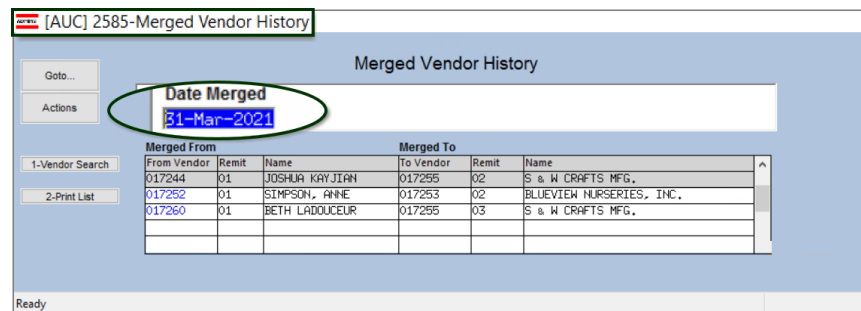 [AUC] 2585-Merged Vendor History
Merged Vendor History
Goto...
Actions
Date Merged
31-Mar-2021
1-Vendor Search
2-Print List
Merged From Merged To
From Vendor Remit Name To Vendor Remit Name
017244 01 JOSHUA KAYJIAN 017255 02 S & W CRAFTS MFG.
017252 01 SIMPSON, ANNE 017253 02 BLUEVIEW NURSERIES, INC.
017260 01 BETH LADOUCEUR 017255 03 S & W CRAFTS MFG.
Ready